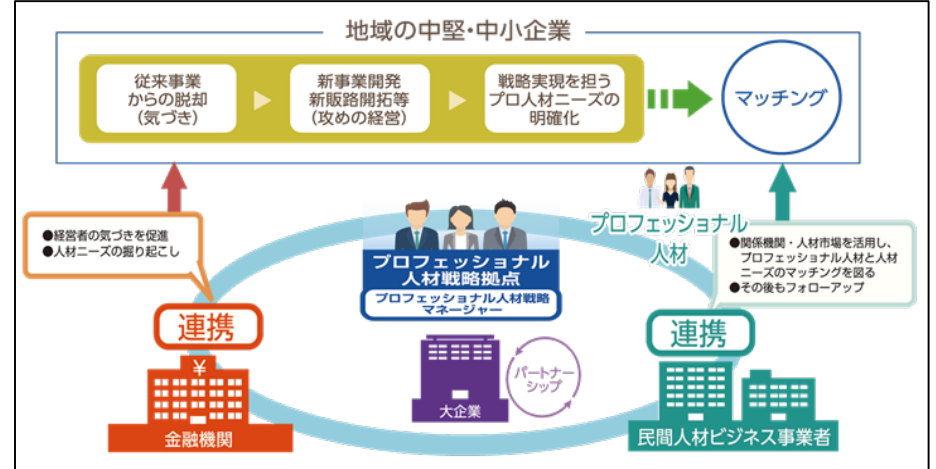 地域の中堅・中小企業
従来事業
からの脱却
(気づき)
新事業開発
新販路開拓等
(攻めの経営)
戦略実現を担う
プロ人材ニーズの
明確化
マッチング
●経営者の気づきを促進
●人材ニーズの掘り起こし
プロフェッショナル
人材戦略拠点
プロフェッショナル人材戦略
マネージャー
プロフェッショナル
人材
●関係機関・人材市場を活用し、
プロフェッショナル人材と人材
ニーズのマッチングを図る
●その後もフォローアップ
連携
¥
金融機関
大企業
パートナー
シップ
連携
民間人材ビジネス事業者